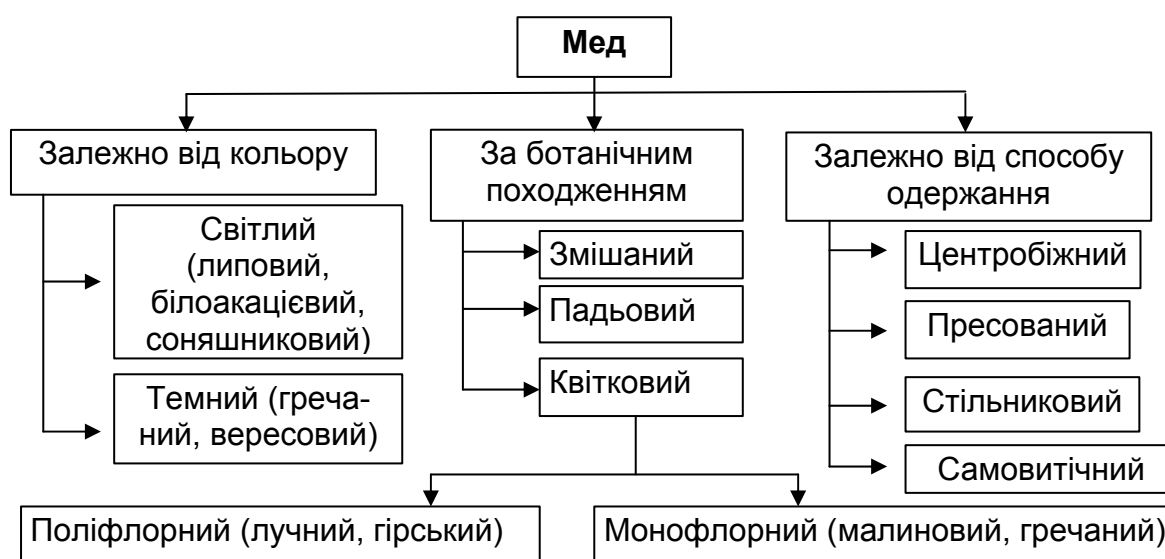 Мед
Залежно від кольору
За ботанічним
походженням
Залежно від способу
одержання
Світлий
(липовий,
білоакацієвий,
соняшниковий)
Темний (греча-
ний, вересовий)
Змішаний
Падьовий
Квітковий
Центробіжний
Пресований
Стільниковий
Самовитічний
Поліфлорний (лучний, гірський)
Монофлорний (малиновий, гречаний)